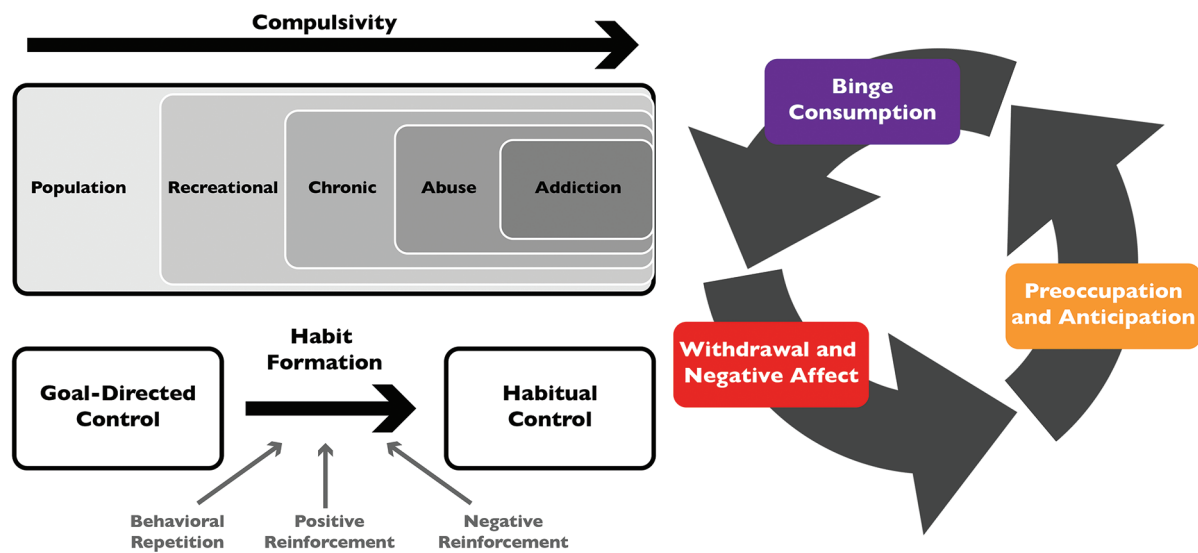 Compulsivity
Population
Recreational
Chronic
Abuse
Addiction
Habit
Formation
Goal-Directed
Control
Habitual
Control
Behavioral
Repetition
Positive
Reinforcement
Negative
Reinforcement
Binge
Consumption
Preoccupation
and Anticipation
Withdrawal and
Negative Affect